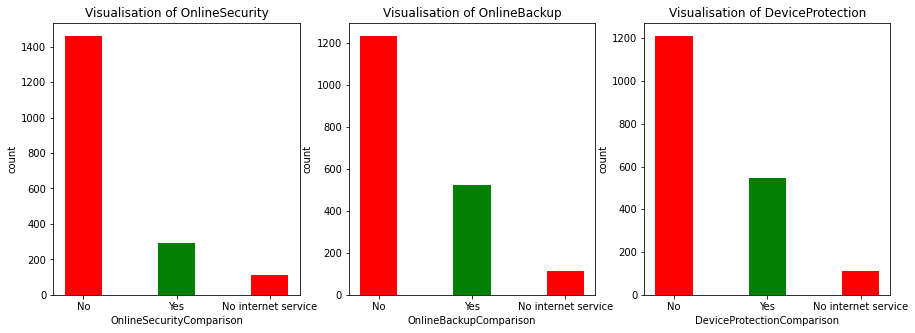 Visualisation of OnlineSecurity
count
1400
1200
1000
800
600
400
200
0
No Yes No internet service
OnlineSecurityComparison
Visualisation of OnlineBackup
count
1200
1000
800
600
400
200
0
No Yes No internet service
OnlineBackupComparison
Visualisation of DeviceProtection
count
1200
1000
800
600
400
200
0
No Yes No internet service
DeviceProtectionComparison